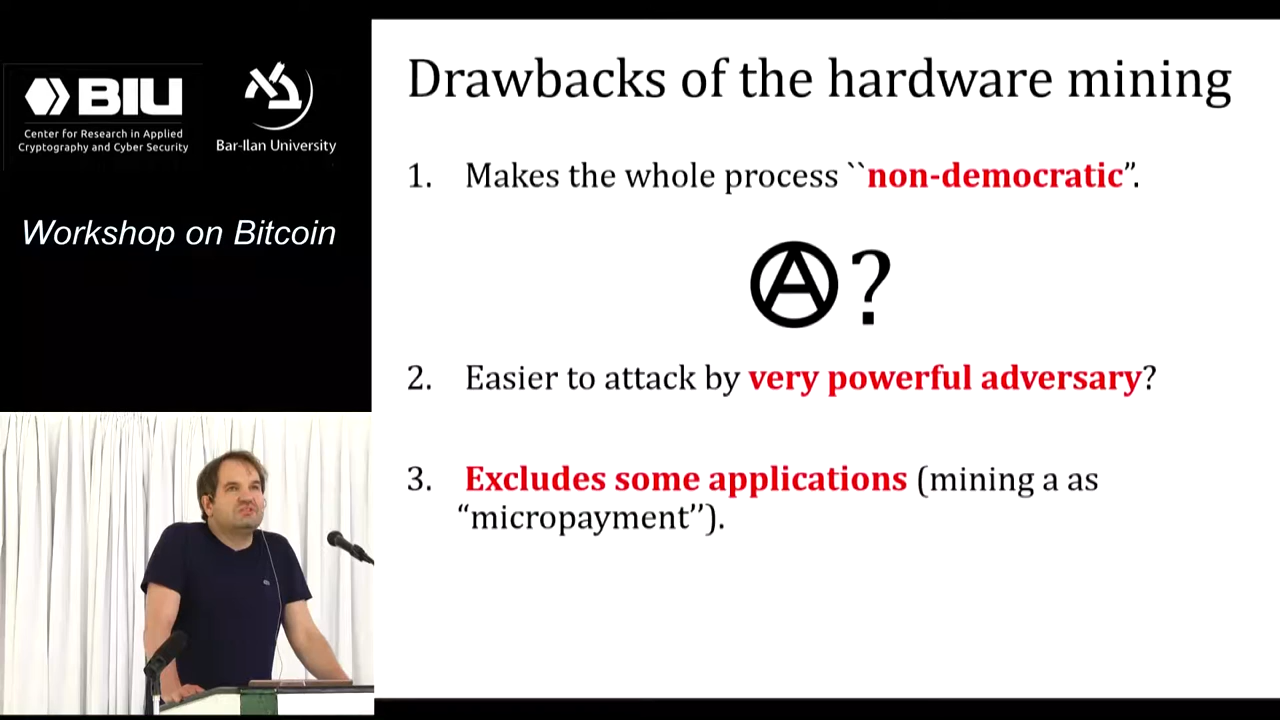 BIU
Center for Research in Applied
Cryptography and Cyber Security
Bar-Ilan University
Workshop on Bitcoin
Drawbacks of the hardware mining
1. Makes the whole process ``non-democratic”.
A?
2. Easier to attack by very powerful adversary?
3. Excludes some applications (mining a as
“micropayment’’).